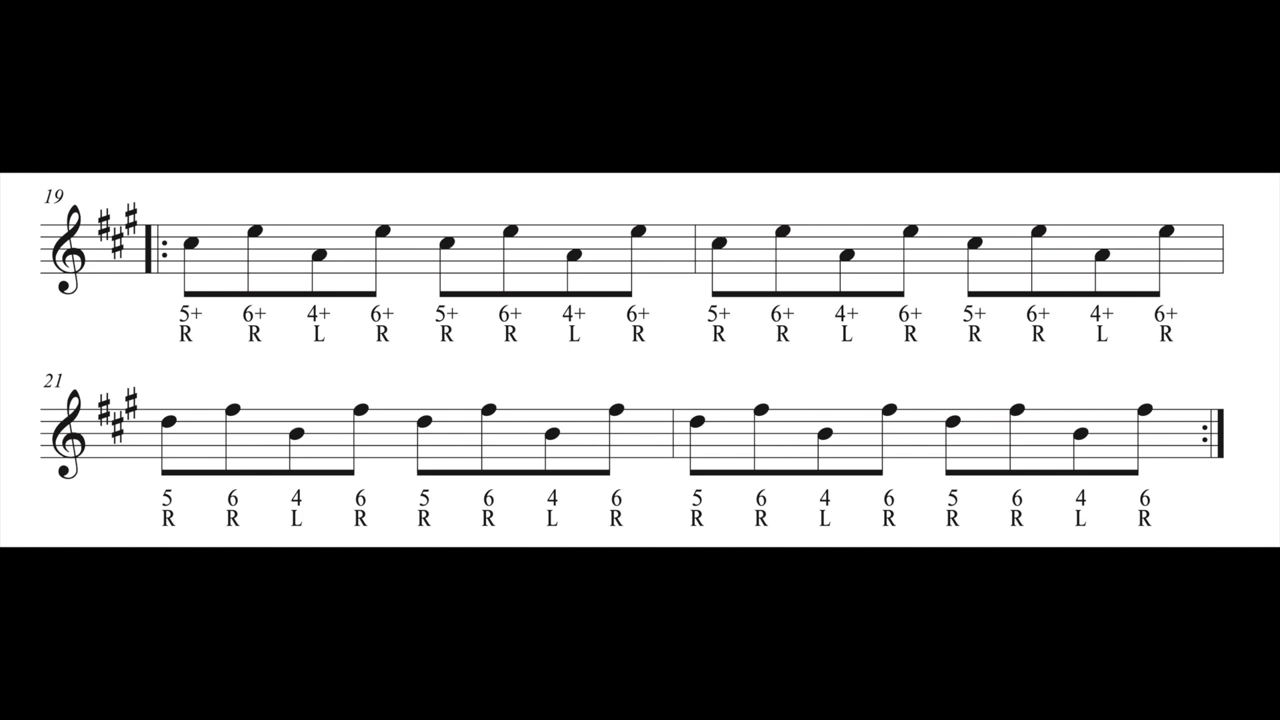 19
5+ 6+ 4+ 6+ 5+ 6+ 4+ 6+ 5+ 6+ 4+ 6+ 5+ 6+ 4+ 6+
R R L R R R L R R R L R R R L R
21
5 6 4 6 5 6 4 6 5 6 4 6 5 6 4 6
R R L R R R L R R R L R R R L R